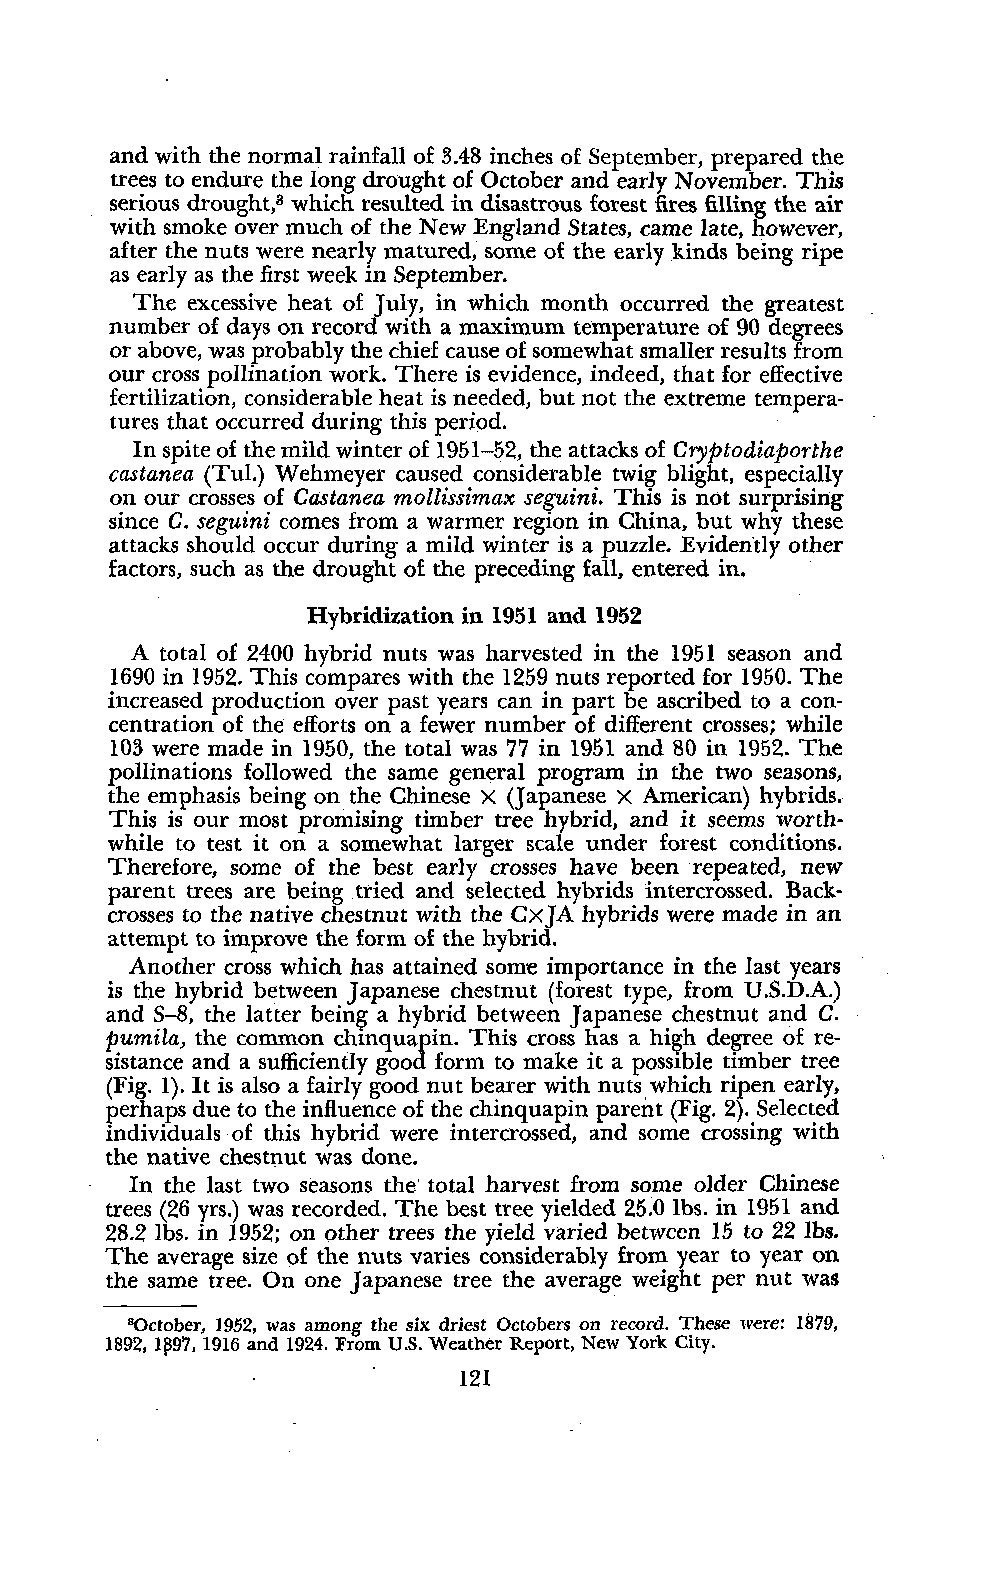 and with the normal rainfall of 3.48 inches of September, prepared the
trees to endure the long drought of October and early November. This
serious drought,³ which resulted in disastrous forest fires filling the air
with smoke over much of the New England States, came late, however,
after the nuts were nearly matured, some of the early kinds being ripe
as early as the first week in September.
The excessive heat of July, in which month occurred the greatest
number of days on record with a maximum temperature of 90 degrees
or above, was probably the chief cause of somewhat smaller results from
our cross pollination work. There is evidence, indeed, that for effective
fertilization, considerable heat is needed, but not the extreme tempera-
tures that occurred during this period.
In spite of the mild winter of 1951–52, the attacks of Cryptodiaporthe
castanea (Tul.) Wehmeyer caused considerable twig blight, especially
on our crosses of Castanea mollissimax seguini. This is not surprising
since C. seguini comes from a warmer region in China, but why these
attacks should occur during a mild winter is a puzzle. Evidently other
factors, such as the drought of the preceding fall, entered in.
Hybridization in 1951 and 1952
A total of 2400 hybrid nuts was harvested in the 1951 season and
1690 in 1952. This compares with the 1259 nuts reported for 1950. The
increased production over past years can in part be ascribed to a con-
centration of the efforts on a fewer number of different crosses; while
103 were made in 1950, the total was 77 in 1951 and 80 in 1952. The
pollinations followed the same general program in the two seasons,
the emphasis being on the Chinese X (Japanese X American) hybrids.
This is our most promising timber tree hybrid, and it seems worth-
while to test it on a somewhat larger scale under forest conditions.
Therefore, some of the best early crosses have been repeated, new
parent trees are being tried and selected hybrids intercrossed. Back-
crosses to the native chestnut with the CxJA hybrids were made in an
attempt to improve the form of the hybrid.
Another cross which has attained some importance in the last years
is the hybrid between Japanese chestnut (forest type, from U.S.D.A.)
and S–8, the latter being a hybrid between Japanese chestnut and C.
pumila, the common chinquapin. This cross has a high degree of re-
sistance and a sufficiently good form to make it a possible timber tree
(Fig. 1). It is also a fairly good nut bearer with nuts which ripen early,
perhaps due to the influence of the chinquapin parent (Fig. 2). Selected
individuals of this hybrid were intercrossed, and some crossing with
the native chestnut was done.
In the last two seasons the total harvest from some older Chinese
trees (26 yrs.) was recorded. The best tree yielded 25.0 lbs. in 1951 and
28.2 lbs. in 1952; on other trees the yield varied between 15 to 22 lbs.
The average size of the nuts varies considerably from year to year on
the same tree. On one Japanese tree the average weight per nut was
³October, 1952, was among the six driest Octobers on record. These were: 1879,
1892, 1897, 1916 and 1924. From U.S. Weather Report, New York City.
121